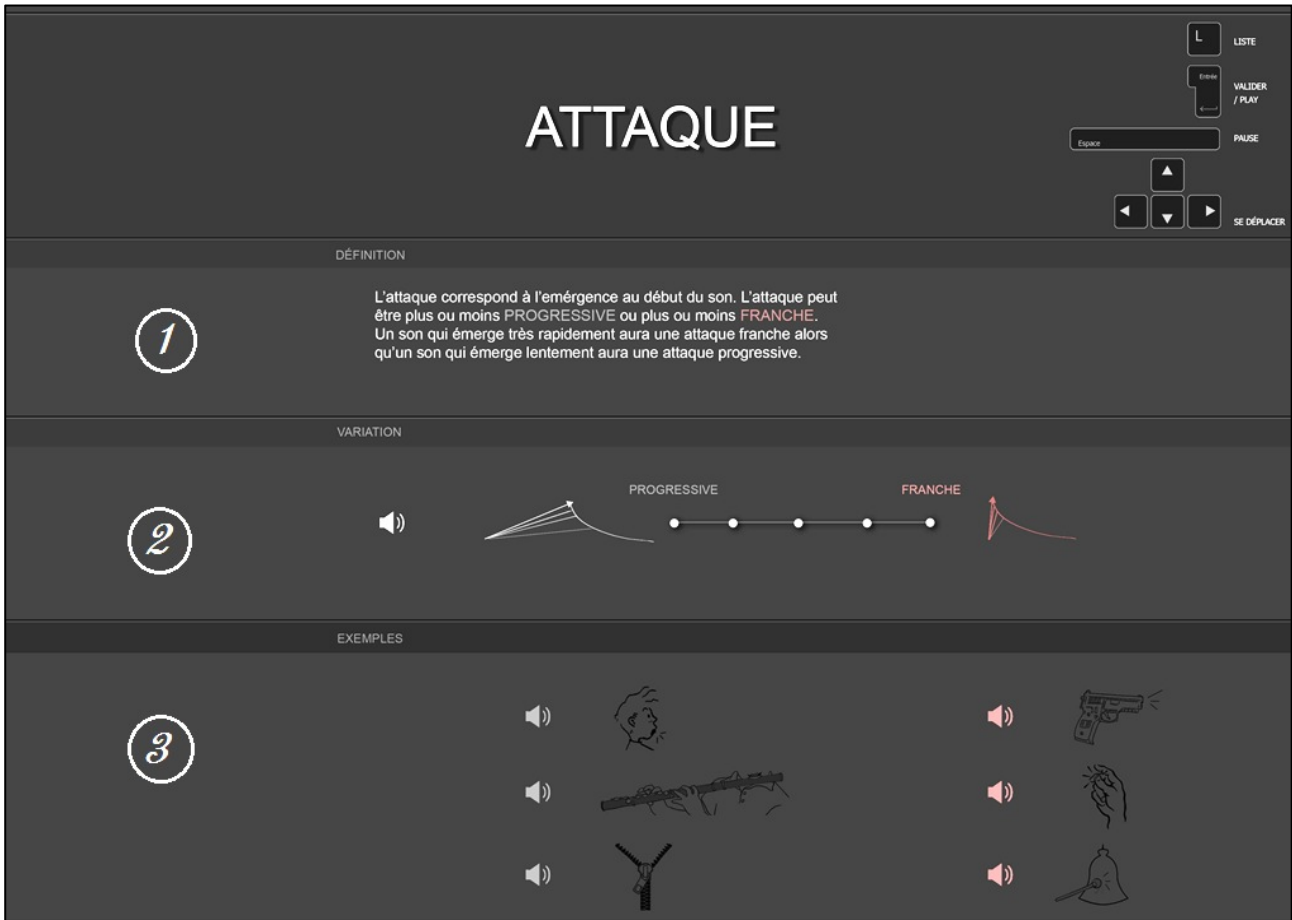 L
LISTE
Entrée
VALIDER
/ PLAY
ATTAQUE
Espace
PAUSE
SE DÉPLACER
DÉFINITION
1
L'attaque correspond à l'emérgence au début du son. L'attaque peut
être plus ou moins PROGRESSIVE ou plus ou moins FRANCHE.
Un son qui émerge très rapidement aura une attaque franche alors
qu'un son qui émerge lentement aura une attaque progressive.
VARIATION
2
PROGRESSIVE
FRANCHE
EXEMPLES
3